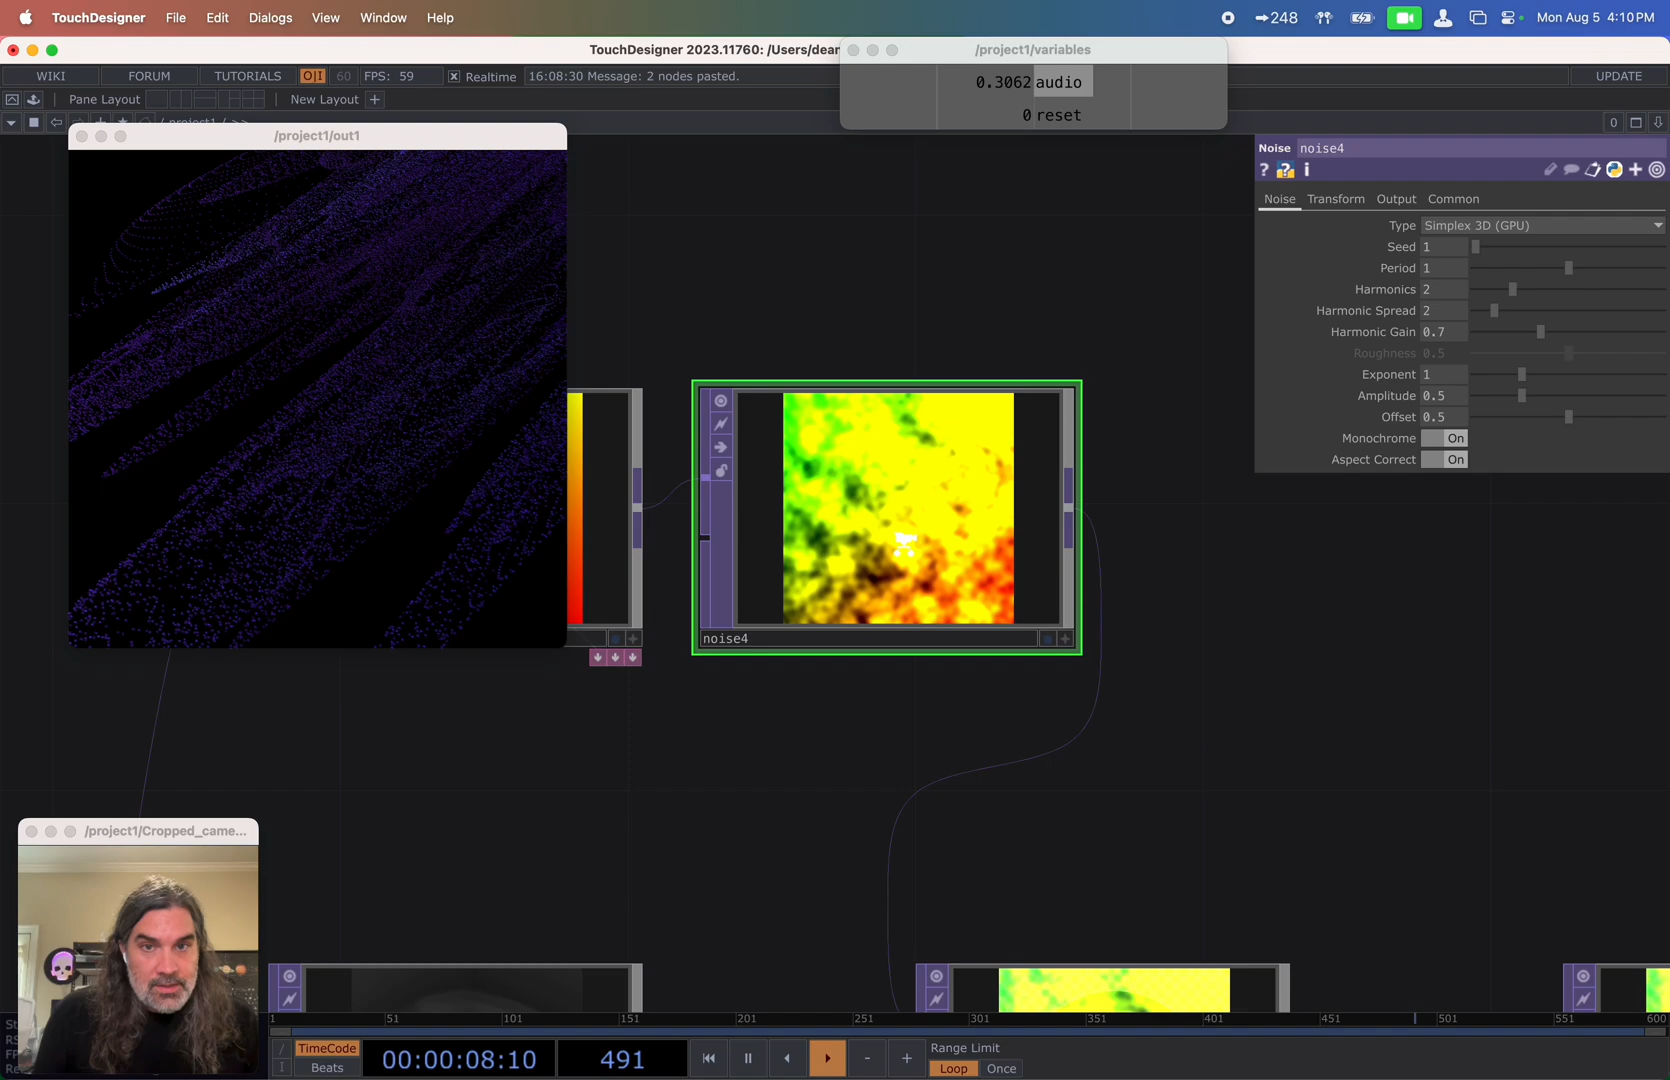 TouchDesigner File Edit Dialogs View Window Help
248
Mon Aug 5 4:10 PM
TouchDesigner 2023.11760: /Users/dear
/project1/variables
WIKI FORUM TUTORIALS O|I 60 FPS: 59 x Realtime 16:08:30 Message: 2 nodes pasted.
UPDATE
0.3062 audio
0 reset
Pane Layout New Layout +
/ project1 / >>
0
/project1/out1
Noise noise4
? ? i
Noise Transform Output Common
Type Simplex 3D (GPU)
Seed 1
Period 1
Harmonics 2
Harmonic Spread 2
Harmonic Gain 0.7
Roughness 0.5
Exponent 1
Amplitude 0.5
Offset 0.5
Monochrome On
Aspect Correct On
noise4
/project1/Cropped_came...
1 51 101 151 201 251 301 351 401 451 501 551 600
TimeCode
Beats
/
I
00:00:08:10
491
- +
Range Limit
Loop Once